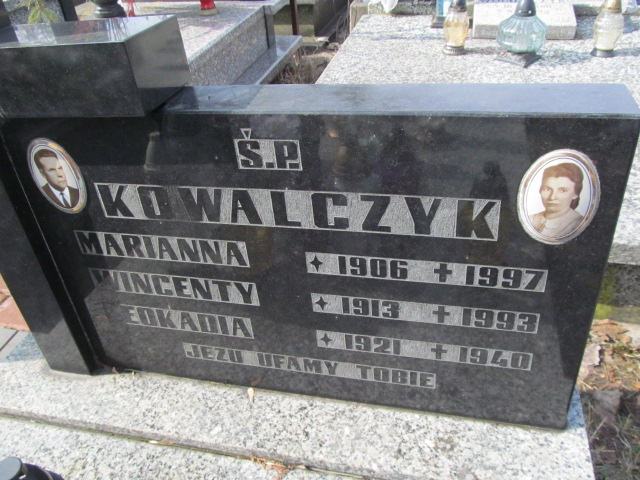 Ś.P.
KOWALCZYK
MARIANNA ✦ 1906 ✝ 1997
WINCENTY ✦ 1913 ✝ 1993
EOKADIA ✦ 1921 ✝ 1940
JEZU UFAMY TOBIE